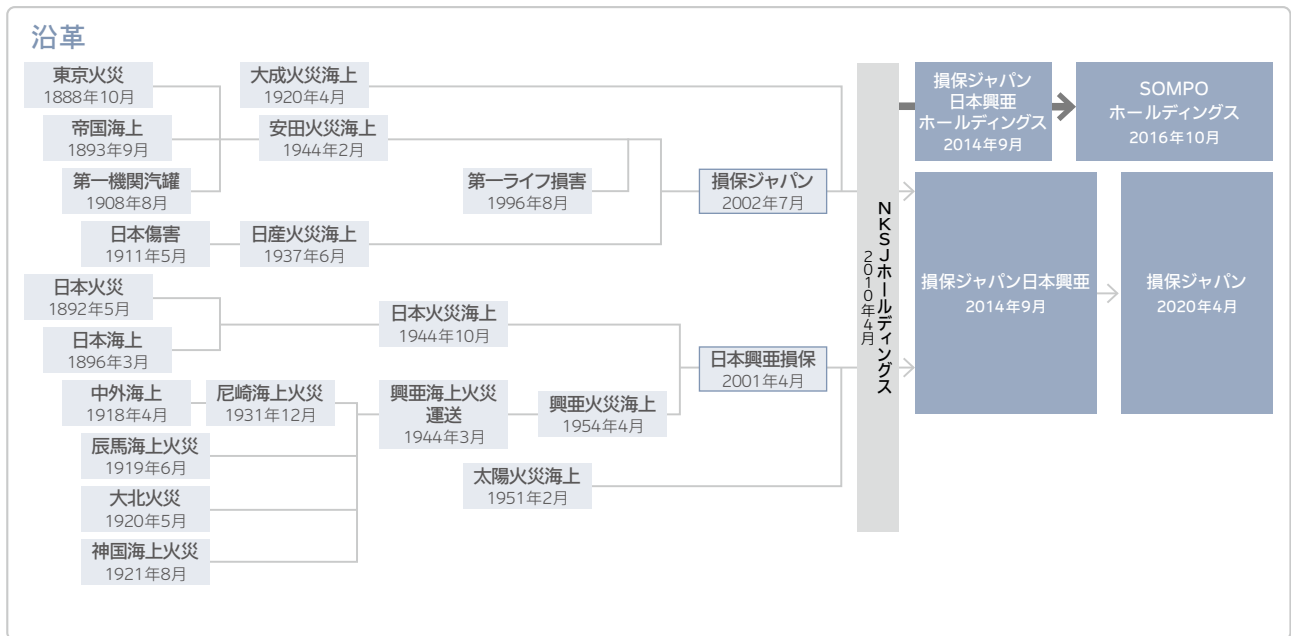 沿革
東京火災
1888年10月
大成火災海上
1920年4月
帝国海上
1893年9月
安田火災海上
1944年2月
第一機関汽罐
1908年8月
第一ライフ損害
1996年8月
損保ジャパン
2002年7月
日本傷害
1911年5月
日産火災海上
1937年6月
日本火災
1892年5月
日本海上
1896年3月
日本火災海上
1944年10月
日本興亜損保
2001年4月
中外海上
1918年4月
尼崎海上火災
1931年12月
興亜海上火災
運送
1944年3月
興亜火災海上
1954年4月
辰馬海上火災
1919年6月
太陽火災海上
1951年2月
大北火災
1920年5月
神国海上火災
1921年8月
NKSJホールディングス
2010年4月
損保ジャパン
日本興亜
ホールディングス
2014年9月
SOMPO
ホールディングス
2016年10月
損保ジャパン日本興亜
2014年9月
損保ジャパン
2020年4月